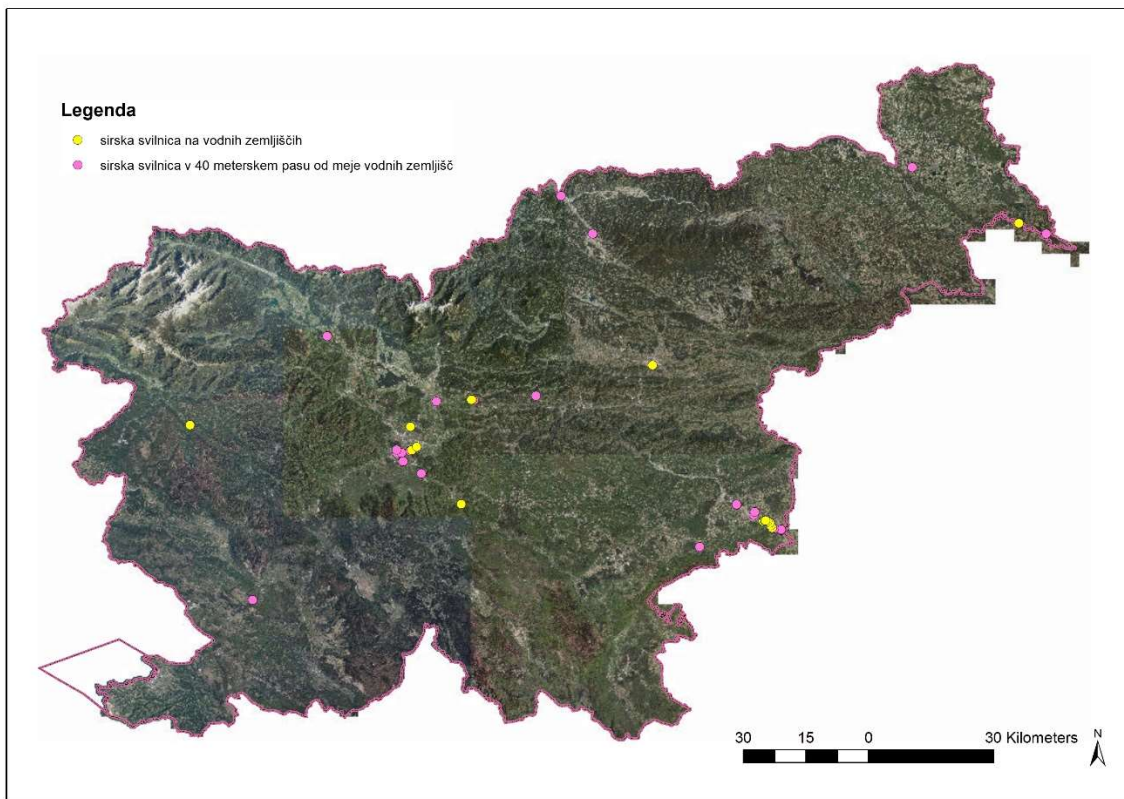 Legenda
sirska svilnica na vodnih zemljiščih
sirska svilnica v 40 meterskem pasu od meje vodnih zemljišč
30 15 0 30 Kilometers
N